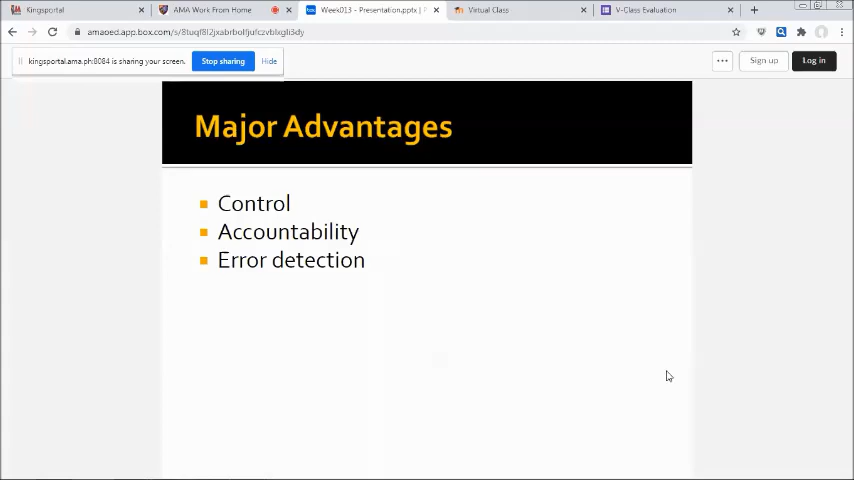 Kingsportal
AMA Work From Home
Week013 - Presentation.pptx | P
Virtual Class
V-Class Evaluation
kingsportal.ama.ph:8084 is sharing your screen.
Stop sharing
Hide
Sign up
Log in
Major Advantages
Control
Accountability
Error detection